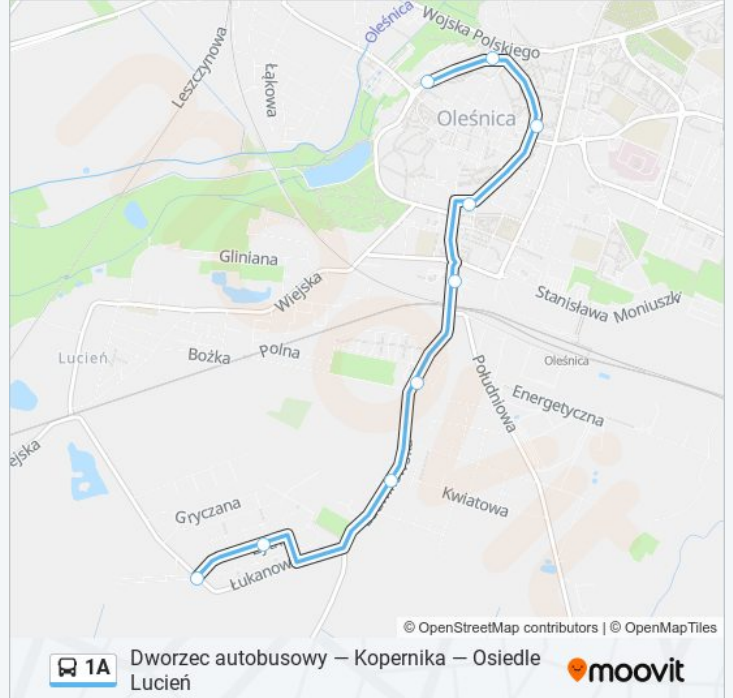 Oleśnica
Wojska Polskiego
Leszczynowa
Łąkowa
Oleśnica
Gliniana
Wiejska
Stanisława Moniuszki
Lucień
Bożka
Polna
Oleśnica
Południowa
Energetyczna
ejska
Kwiatowa
Gryczana
Łukanow
© OpenStreetMap contributors | © OpenMapTiles
1A
Dworzec autobusowy — Kopernika — Osiedle
Lucień
moovit